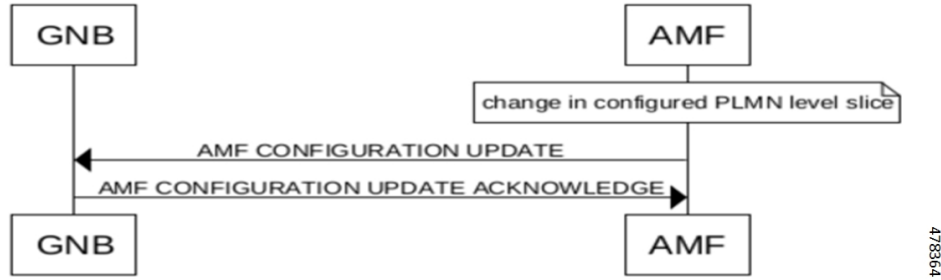 GNB
AMF
change in configured PLMN level slice
AMF CONFIGURATION UPDATE
AMF CONFIGURATION UPDATE ACKNOWLEDGE
GNB
AMF
478364